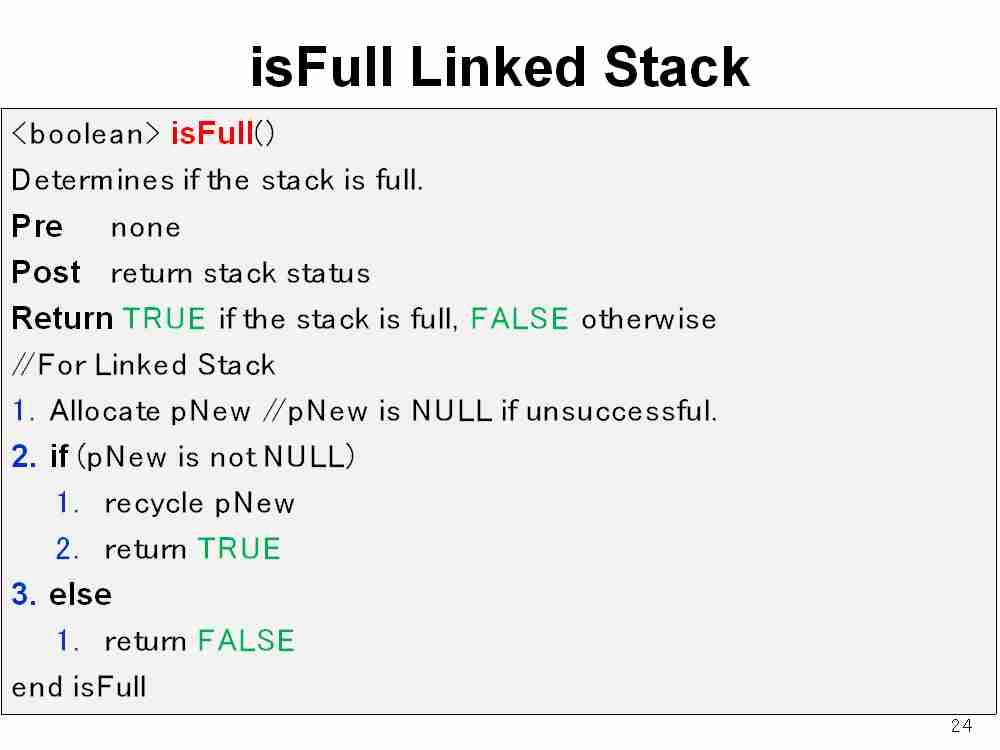 isFull Linked Stack
<boolean> isFull()
Determines if the stack is full.
Pre none
Post return stack status
Return TRUE if the stack is full, FALSE otherwise
//For Linked Stack
1. Allocate pNew //pNew is NULL if unsuccessful.
2. if (pNew is not NULL)
1. recycle pNew
2. return TRUE
3. else
1. return FALSE
end isFull
24